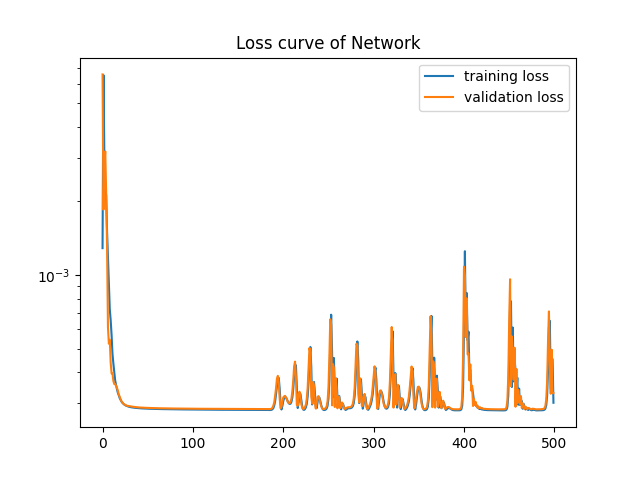 Loss curve of Network
training loss
validation loss
10⁻³
0 100 200 300 400 500